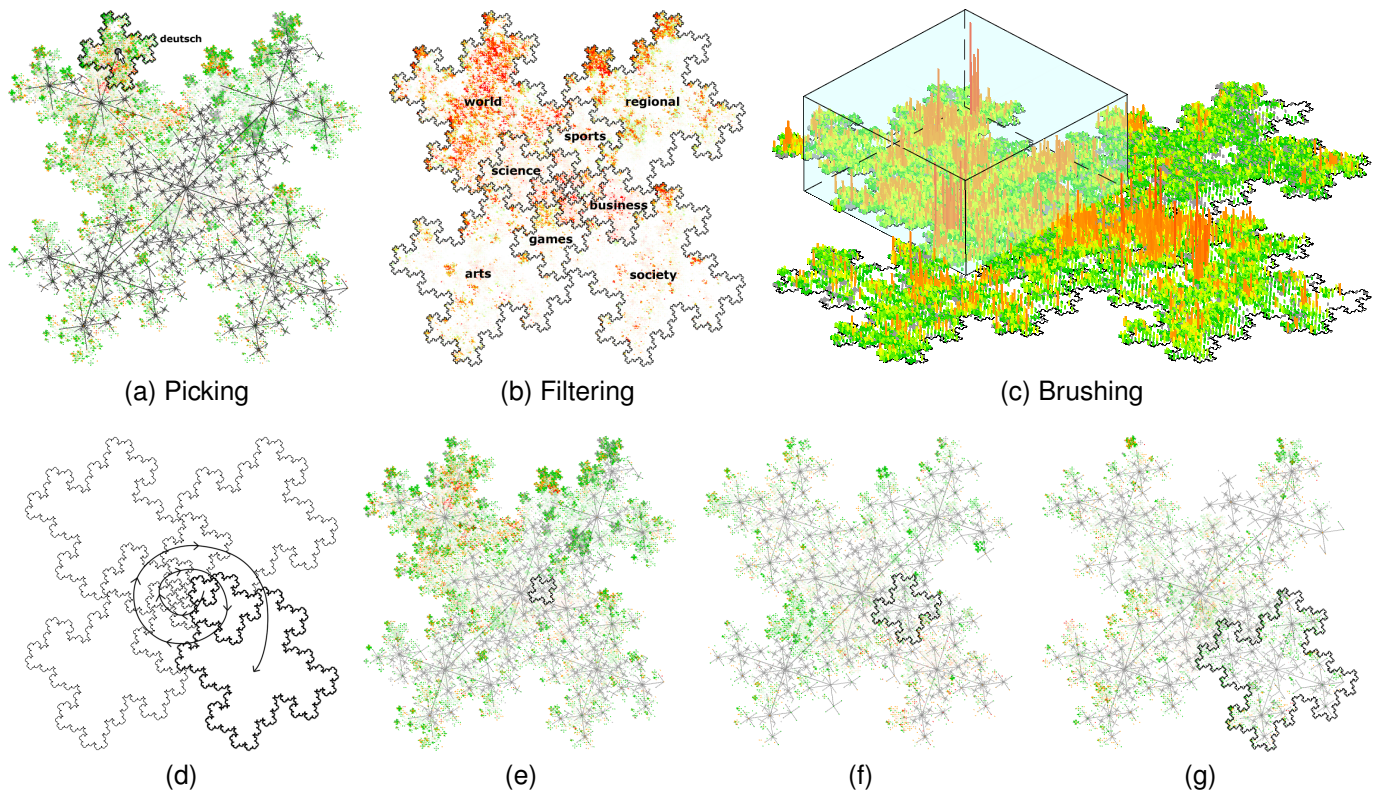 deutsch
world
regional
sports
science
business
games
arts
society
(a) Picking
(b) Filtering
(c) Brushing
(d)
(e)
(f)
(g)